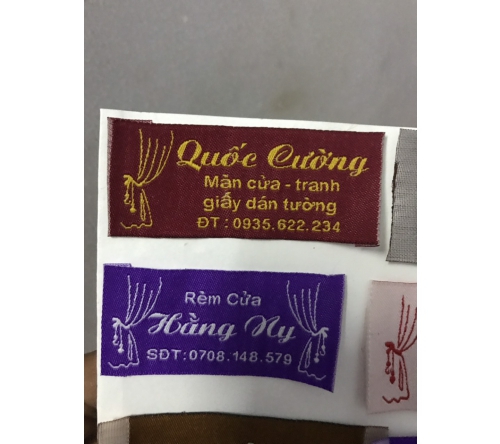 Quốc Cường
Màn cửa - tranh
giấy dán tường
ĐT : 0935.622.234
Rèm Cửa
Hằng Ny
SĐT:0708.148.579